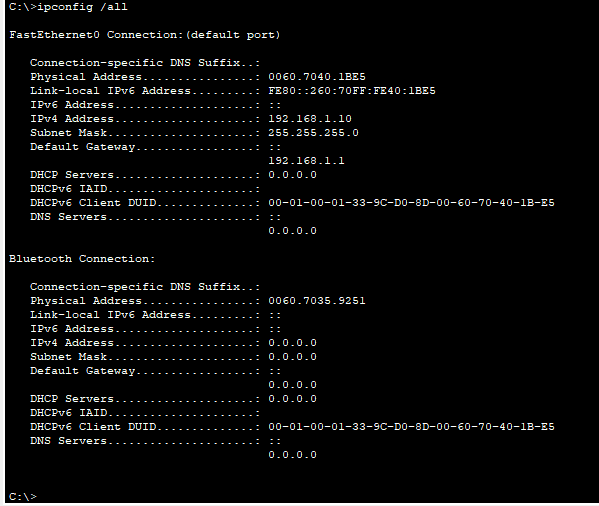 C:\>ipconfig /all
FastEthernet0 Connection:(default port)
Connection-specific DNS Suffix..:
Physical Address................: 0060.7040.1BE5
Link-local IPv6 Address.........: FE80::260:70FF:FE40:1BE5
IPv6 Address....................: ::
IPv4 Address....................: 192.168.1.10
Subnet Mask.....................: 255.255.255.0
Default Gateway.................: ::
192.168.1.1
DHCP Servers....................: 0.0.0.0
DHCPv6 IAID.....................:
DHCPv6 Client DUID..............: 00-01-00-01-33-9C-D0-8D-00-60-70-40-1B-E5
DNS Servers.....................: ::
0.0.0.0
Bluetooth Connection:
Connection-specific DNS Suffix..:
Physical Address................: 0060.7035.9251
Link-local IPv6 Address.........: ::
IPv6 Address....................: ::
IPv4 Address....................: 0.0.0.0
Subnet Mask.....................: 0.0.0.0
Default Gateway.................: ::
0.0.0.0
DHCP Servers....................: 0.0.0.0
DHCPv6 IAID.....................:
DHCPv6 Client DUID..............: 00-01-00-01-33-9C-D0-8D-00-60-70-40-1B-E5
DNS Servers.....................: ::
0.0.0.0
C:\>